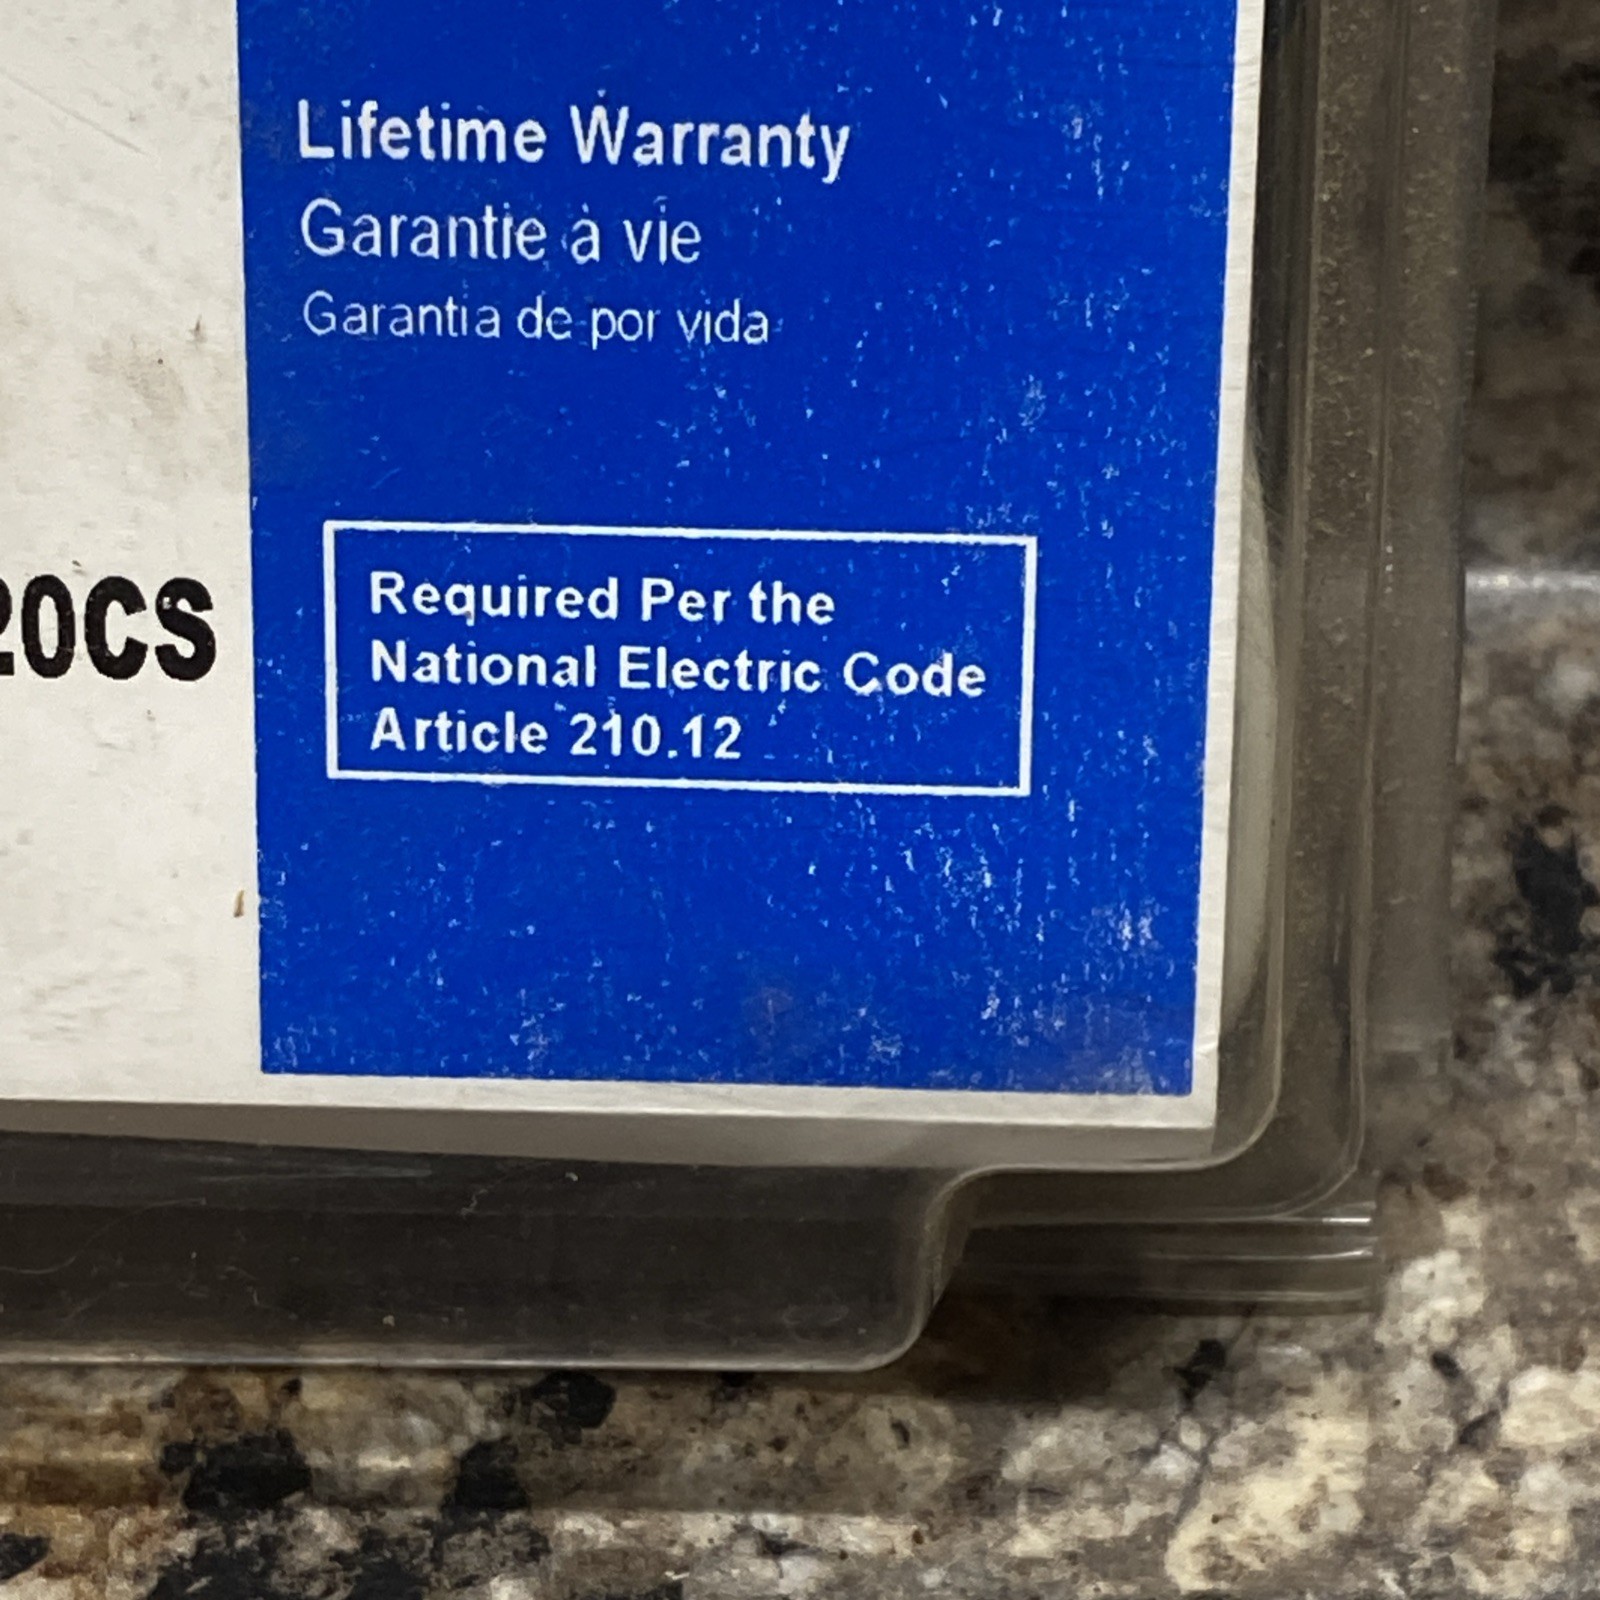 Lifetime Warranty
Garantie à vie
Garantia de por vida
20CS
Required Per the
National Electric Code
Article 210.12